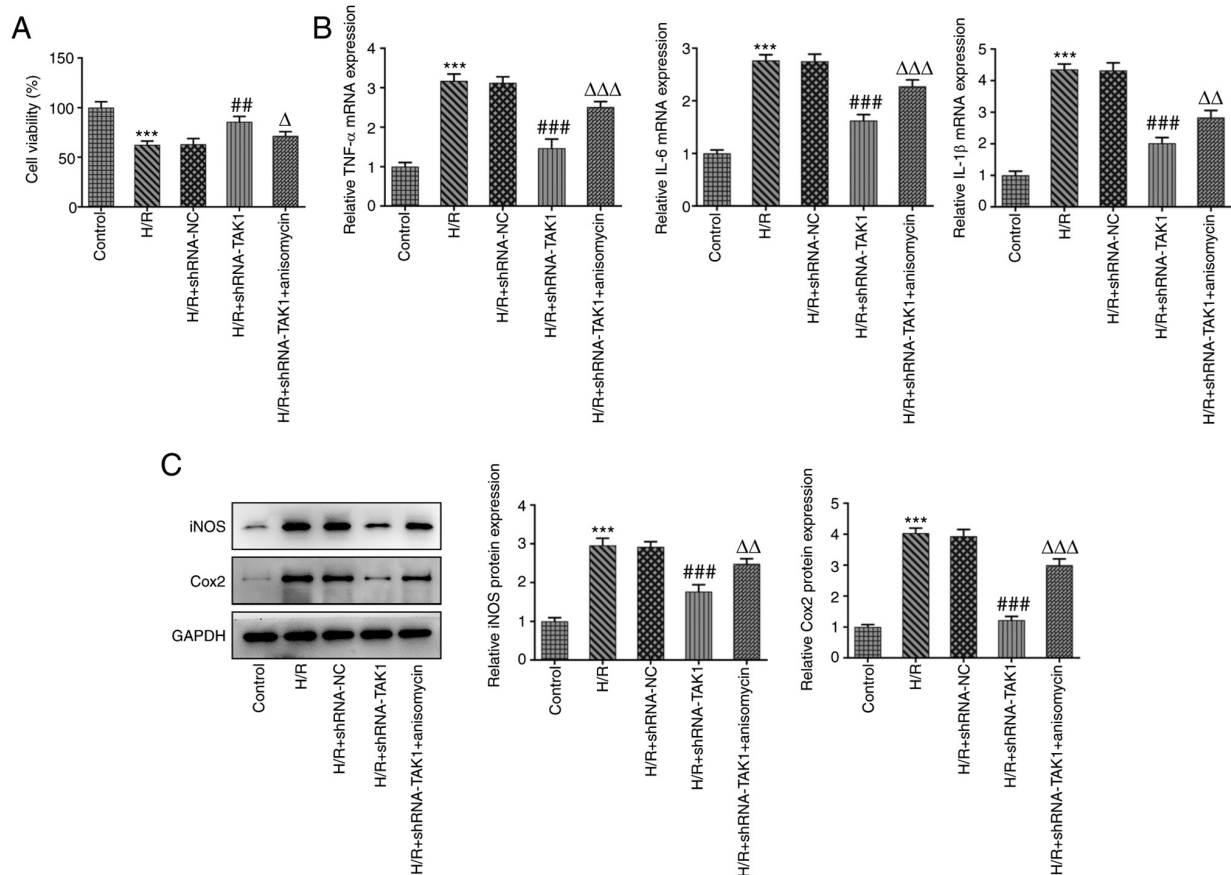 A
Cell viability (%)
150
100
50
0
***
##
Δ
Control
H/R
H/R+shRNA-NC
H/R+shRNA-TAK1
H/R+shRNA-TAK1+anisomycin
B
Relative TNF-α mRNA expression
4
3
2
1
0
***
###
ΔΔΔ
Control
H/R
H/R+shRNA-NC
H/R+shRNA-TAK1
H/R+shRNA-TAK1+anisomycin
Relative IL-6 mRNA expression
3
2
1
0
***
###
ΔΔΔ
Control
H/R
H/R+shRNA-NC
H/R+shRNA-TAK1
H/R+shRNA-TAK1+anisomycin
Relative IL-1β mRNA expression
5
4
3
2
1
0
***
###
ΔΔ
Control
H/R
H/R+shRNA-NC
H/R+shRNA-TAK1
H/R+shRNA-TAK1+anisomycin
C
iNOS
Cox2
GAPDH
Control
H/R
H/R+shRNA-NC
H/R+shRNA-TAK1
H/R+shRNA-TAK1+anisomycin
Relative iNOS protein expression
4
3
2
1
0
***
###
ΔΔ
Control
H/R
H/R+shRNA-NC
H/R+shRNA-TAK1
H/R+shRNA-TAK1+anisomycin
Relative Cox2 protein expression
5
4
3
2
1
0
***
###
ΔΔΔ
Control
H/R
H/R+shRNA-NC
H/R+shRNA-TAK1
H/R+shRNA-TAK1+anisomycin